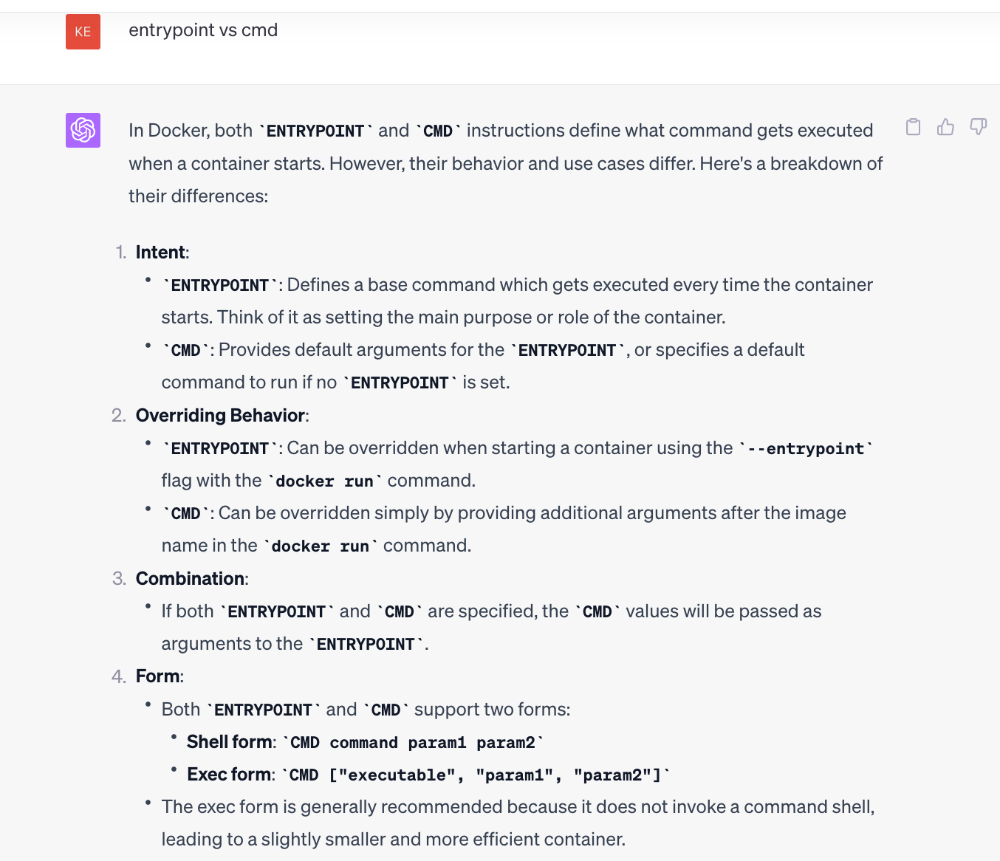 KE
entrypoint vs cmd
In Docker, both `ENTRYPOINT` and `CMD` instructions define what command gets executed
when a container starts. However, their behavior and use cases differ. Here's a breakdown of
their differences:
1. Intent:
• `ENTRYPOINT`: Defines a base command which gets executed every time the container
starts. Think of it as setting the main purpose or role of the container.
• `CMD`: Provides default arguments for the `ENTRYPOINT`, or specifies a default
command to run if no `ENTRYPOINT` is set.
2. Overriding Behavior:
• `ENTRYPOINT`: Can be overridden when starting a container using the `--entrypoint`
flag with the `docker run` command.
• `CMD`: Can be overridden simply by providing additional arguments after the image
name in the `docker run` command.
3. Combination:
• If both `ENTRYPOINT` and `CMD` are specified, the `CMD` values will be passed as
arguments to the `ENTRYPOINT`.
4. Form:
• Both `ENTRYPOINT` and `CMD` support two forms:
• Shell form: `CMD command param1 param2`
• Exec form: `CMD ["executable", "param1", "param2"]`
• The exec form is generally recommended because it does not invoke a command shell,
leading to a slightly smaller and more efficient container.